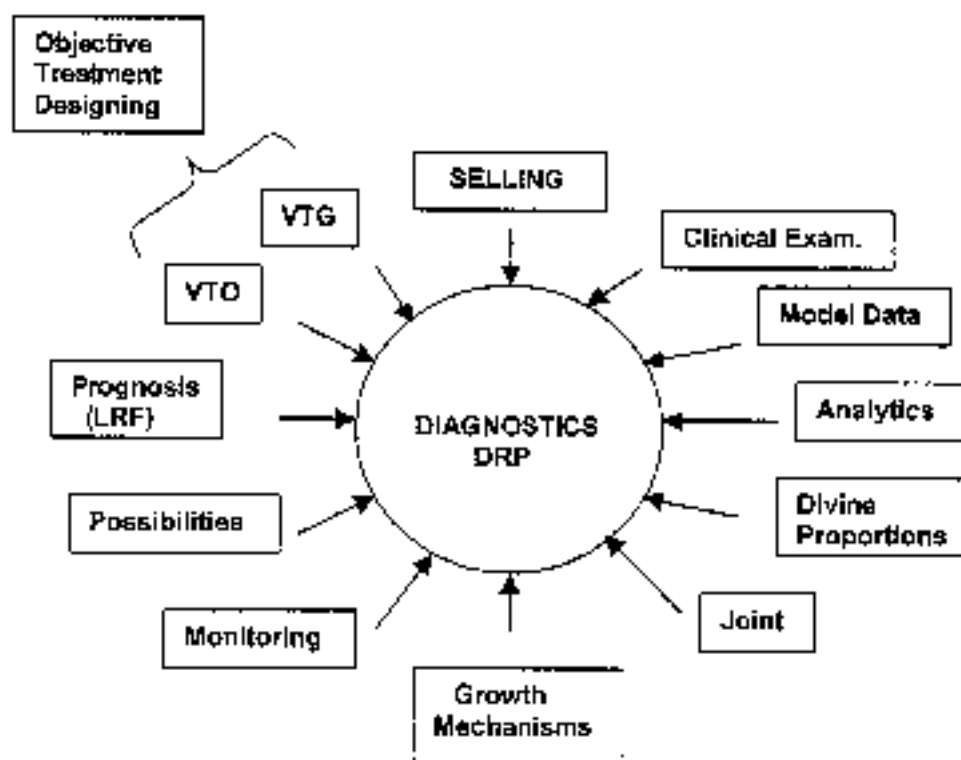 Objective
Treatment
Designing
SELLING
VTG
Clinical Exam.
VTO
Model Data
Prognosis
(LRF)
Analytics
DIAGNOSTICS
DRP
Possibilities
Divine
Proportions
Monitoring
Joint
Growth
Mechanisms